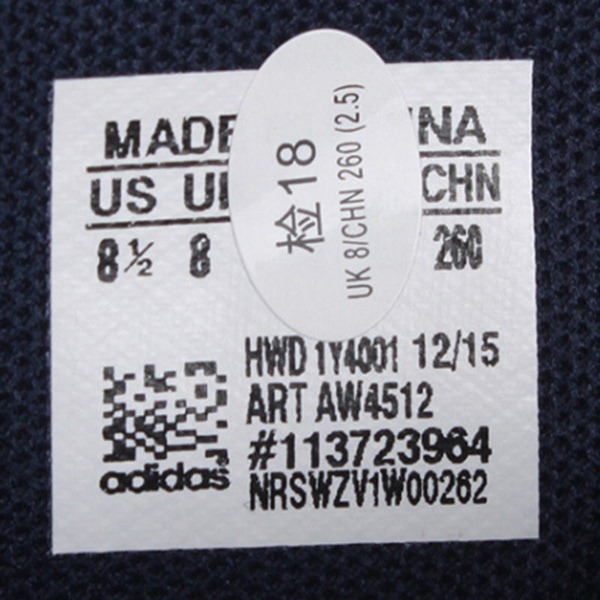 MADE
NA
US
CHN
8½ 8
260
检18
UK 8/CHN 260 (2.5)
HWD 1Y4001 12/15
ART AW4512
#113723964
NRSWZV1W00262
adidas